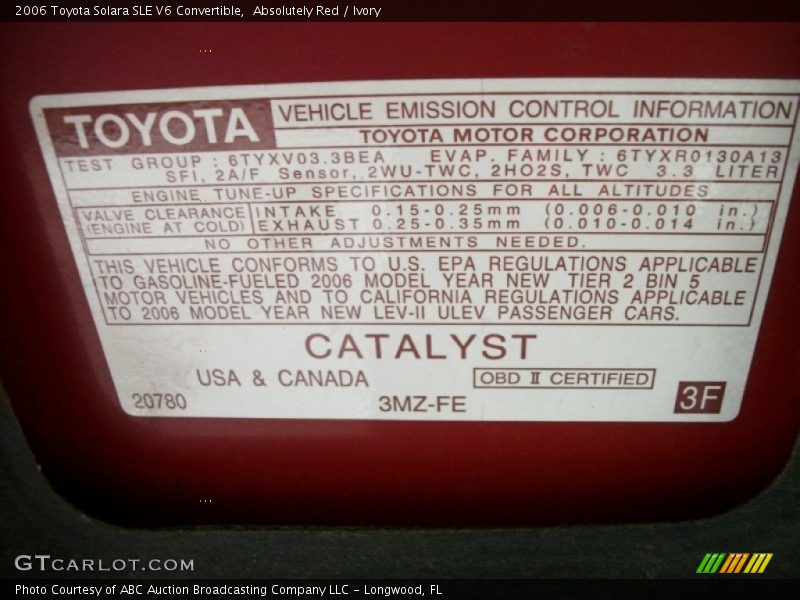 2006 Toyota Solara SLE V6 Convertible,  Absolutely Red / Ivory
TOYOTA
VEHICLE EMISSION CONTROL INFORMATION
TOYOTA MOTOR CORPORATION
TEST GROUP : 6TYXV03.3BEA EVAP. FAMILY : 6TYXR0130A13
SFI, 2A/F Sensor, 2WU-TWC, 2HO2S, TWC 3.3 LITER
ENGINE TUNE-UP SPECIFICATIONS FOR ALL ALTITUDES
VALVE CLEARANCE INTAKE 0.15-0.25mm (0.006-0.010 in.)
(ENGINE AT COLD) EXHAUST 0.25-0.35mm (0.010-0.014 in.)
NO OTHER ADJUSTMENTS NEEDED.
THIS VEHICLE CONFORMS TO U.S. EPA REGULATIONS APPLICABLE
TO GASOLINE-FUELED 2006 MODEL YEAR NEW TIER 2 BIN 5
MOTOR VEHICLES AND TO CALIFORNIA REGULATIONS APPLICABLE
TO 2006 MODEL YEAR NEW LEV-II ULEV PASSENGER CARS.
CATALYST
USA & CANADA OBD II CERTIFIED
20780 3MZ-FE 3F
GTCARLOT.COM
Photo Courtesy of ABC Auction Broadcasting Company LLC - Longwood, FL